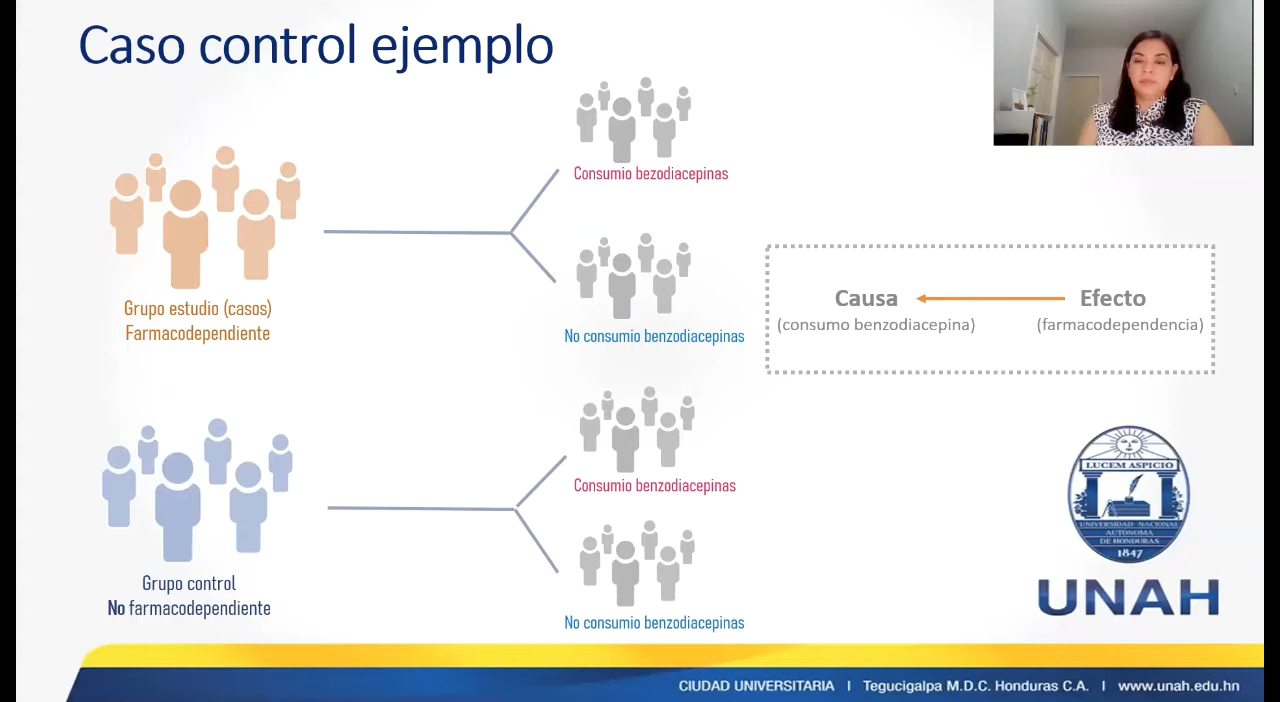 Caso control ejemplo
Consumio bezodiacepinas
Grupo estudio (casos)
Farmacodependiente
No consumio benzodiacepinas
Causa
(consumo benzodiacepina)
Efecto
(farmacodependencia)
Consumio benzodiacepinas
Grupo control
No farmacodependiente
No consumio benzodiacepinas
LUCEM ASPICIO
UNIVERSIDAD NACIONAL
AUTÓNOMA
DE HONDURAS
1847
UNAH
CIUDAD UNIVERSITARIA I Tegucigalpa M.D.C. Honduras C.A. I www.unah.edu.hn